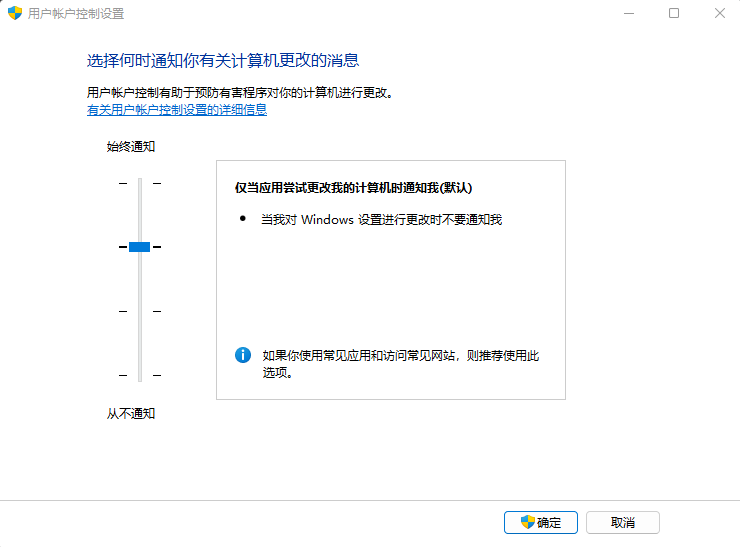 用户帐户控制设置
选择何时通知你有关计算机更改的消息
用户帐户控制有助于预防有害程序对你的计算机进行更改。
有关用户帐户控制设置的详细信息
始终通知
仅当应用尝试更改我的计算机时通知我(默认)
当我对 Windows 设置进行更改时不要通知我
如果你使用常见应用和访问常见网站，则推荐使用此
选项。
从不通知
确定
取消